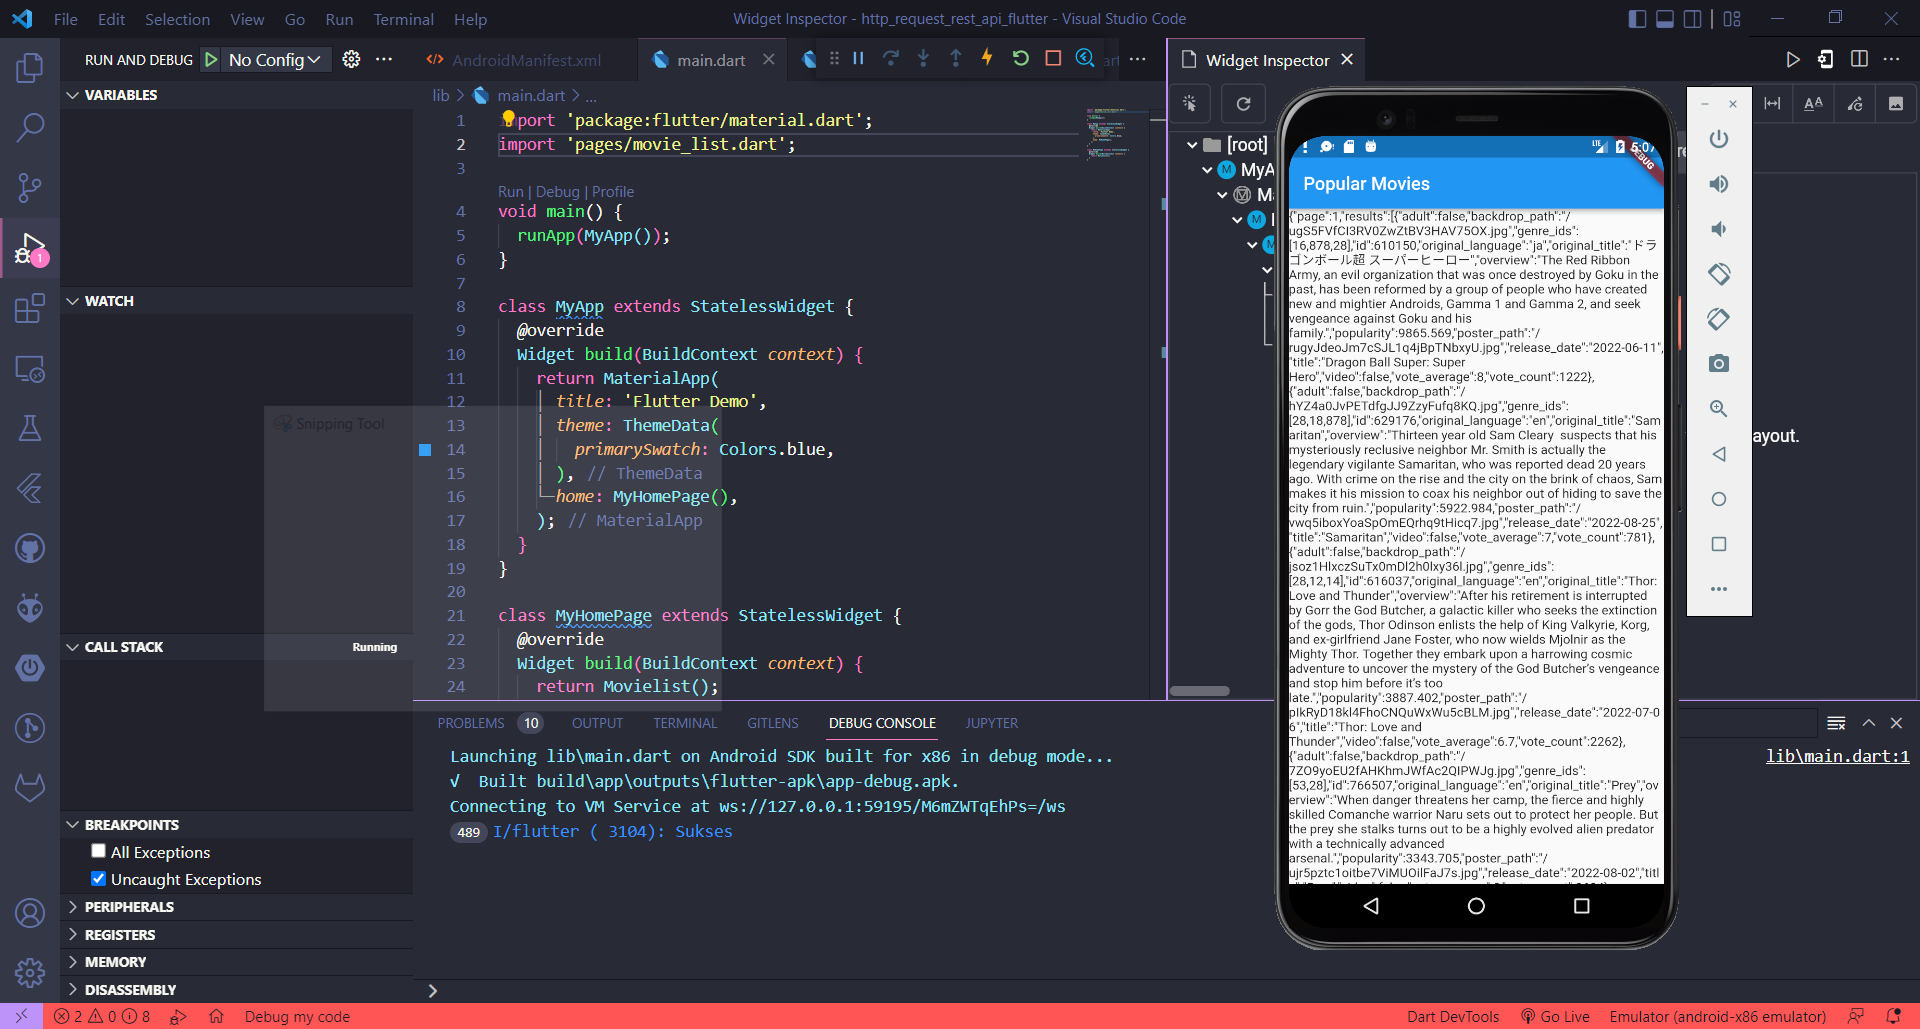 File Edit Selection View Go Run Terminal Help
Widget Inspector - http_request_rest_api_flutter - Visual Studio Code
RUN AND DEBUG No Config
VARIABLES
WATCH
Snipping Tool
CALL STACK Running
BREAKPOINTS
All Exceptions
Uncaught Exceptions
PERIPHERALS
REGISTERS
MEMORY
DISASSEMBLY
1
AndroidManifest.xml main.dart
lib > main.dart > ...
1 import 'package:flutter/material.dart';
2 import 'pages/movie_list.dart';
3
Run | Debug | Profile
4 void main() {
5 runApp(MyApp());
6 }
7
8 class MyApp extends StatelessWidget {
9 @override
10 Widget build(BuildContext context) {
11 return MaterialApp(
12 title: 'Flutter Demo',
13 theme: ThemeData(
14 primarySwatch: Colors.blue,
15 ), // ThemeData
16 home: MyHomePage(),
17 ); // MaterialApp
18 }
19 }
20
21 class MyHomePage extends StatelessWidget {
22 @override
23 Widget build(BuildContext context) {
24 return Movielist();
PROBLEMS 10 OUTPUT TERMINAL GITLENS DEBUG CONSOLE JUPYTER
Launching lib\main.dart on Android SDK built for x86 in debug mode...
√ Built build\app\outputs\flutter-apk\app-debug.apk.
Connecting to VM Service at ws://127.0.0.1:59195/M6mZWTqEhPs=/ws
489 I/flutter ( 3104): Sukses
lib\main.dart:1
Widget Inspector
[root]
MyA
Ma
ayout.
LTE 5:07
DEBUG
Popular Movies
{"page":1,"results":[{"adult":false,"backdrop_path":"/
ugS5FVfCI3RV0ZwZtBV3HAV75OX.jpg","genre_ids":
[16,878,28],"id":610150,"original_language":"ja","original_title":"ドラ
ゴンボール超 スーパーヒーロー","overview":"The Red Ribbon
Army, an evil organization that was once destroyed by Goku in the
past, has been reformed by a group of people who have created
new and mightier Androids, Gamma 1 and Gamma 2, and seek
vengeance against Goku and his
family.","popularity":9865.569,"poster_path":"/
rugyJdeoJm7cSJL1q4jBpTNbxyU.jpg","release_date":"2022-06-11",
"title":"Dragon Ball Super: Super
Hero","video":false,"vote_average":8,"vote_count":1222},
{"adult":false,"backdrop_path":"/
hYZ4a0JvPETdfgJJ9ZzyFufq8KQ.jpg","genre_ids":
[28,18,878],"id":629176,"original_language":"en","original_title":"Sam
aritan","overview":"Thirteen year old Sam Cleary  suspects that his
mysteriously reclusive neighbor Mr. Smith is actually the
legendary vigilante Samaritan, who was reported dead 20 years
ago. With crime on the rise and the city on the brink of chaos, Sam
makes it his mission to coax his neighbor out of hiding to save the
city from ruin.","popularity":5922.984,"poster_path":"/
vwq5iboxYoaSpOmEQrhq9tHicq7.jpg","release_date":"2022-08-25",
"title":"Samaritan","video":false,"vote_average":7,"vote_count":781},
{"adult":false,"backdrop_path":"/
jsoz1HlxczSuTx0mDl2h0lxy36l.jpg","genre_ids":
[28,12,14],"id":616037,"original_language":"en","original_title":"Thor:
Love and Thunder","overview":"After his retirement is interrupted
by Gorr the God Butcher, a galactic killer who seeks the extinction
of the gods, Thor Odinson enlists the help of King Valkyrie, Korg,
and ex-girlfriend Jane Foster, who now wields Mjolnir as the
Mighty Thor. Together they embark upon a harrowing cosmic
adventure to uncover the mystery of the God Butcher's vengeance
and stop him before it's too
late.","popularity":3887.402,"poster_path":"/
pIkRyD18kl4FhoCNQuWxWu5cBLM.jpg","release_date":"2022-07-0
6","title":"Thor: Love and
Thunder","video":false,"vote_average":6.7,"vote_count":2262},
{"adult":false,"backdrop_path":"/
7ZO9yoEU2fAHKhmJWfAc2QIPWJg.jpg","genre_ids":
[53,28],"id":766507,"original_language":"en","original_title":"Prey","ov
erview":"When danger threatens her camp, the fierce and highly
skilled Comanche warrior Naru sets out to protect her people. But
the prey she stalks turns out to be a highly evolved alien predator
with a technically advanced
arsenal.","popularity":3343.705,"poster_path":"/
ujr5pztc1oitbe7ViMUOilFaJ7s.jpg","release_date":"2022-08-02","titl
2 0 8 Debug my code
Dart DevTools Go Live Emulator (android-x86 emulator)